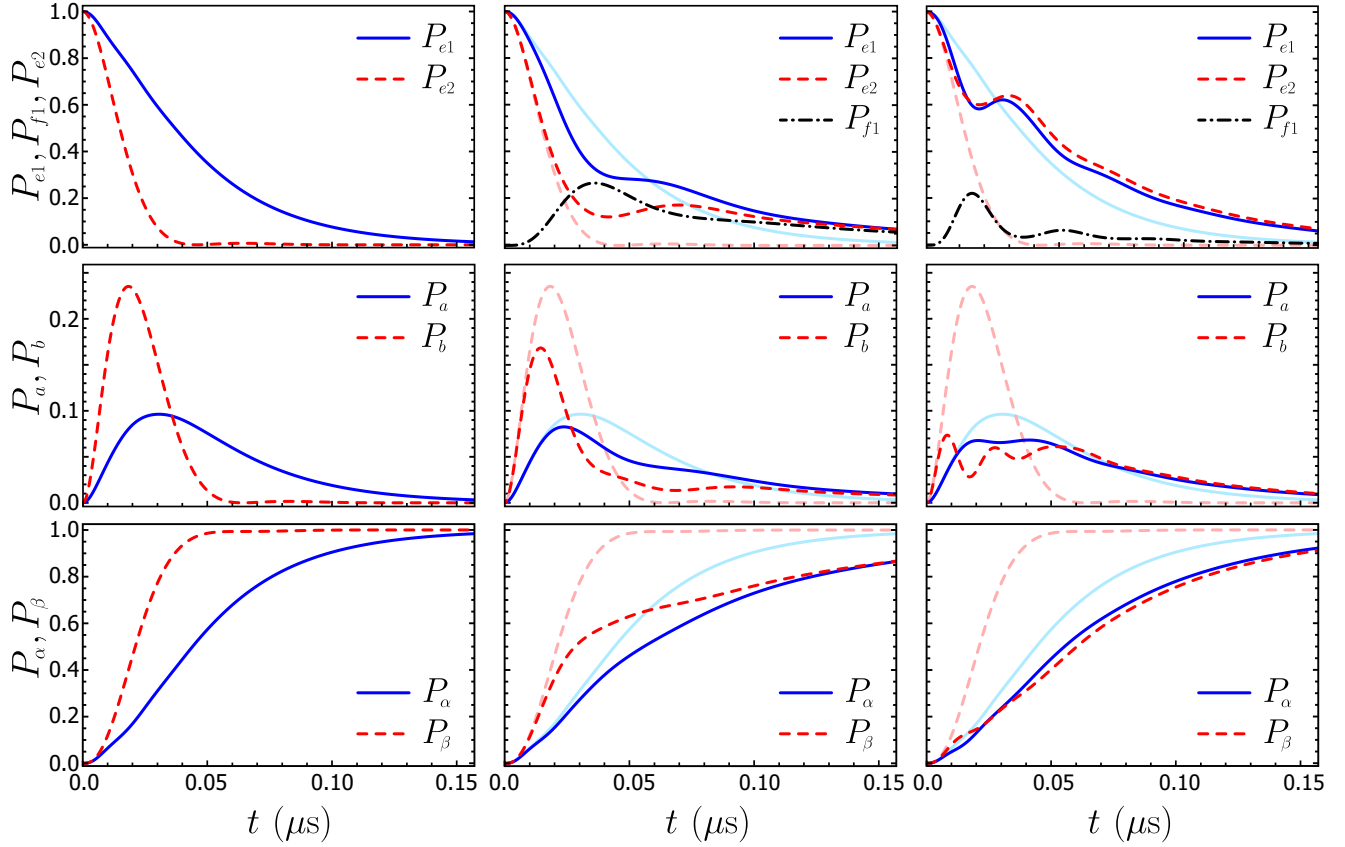 P_{e1}, P_{f1}, P_{e2}
1.0
0.8
0.6
0.4
0.2
0.0
P_{e1}
P_{e2}
P_{e1}
P_{e2}
P_{f1}
P_{e1}
P_{e2}
P_{f1}
P_a, P_b
0.2
0.1
0.0
P_a
P_b
P_a
P_b
P_a
P_b
P_α, P_β
1.0
0.8
0.6
0.4
0.2
0.0
P_α
P_β
P_α
P_β
P_α
P_β
0.0 0.05 0.10 0.15
0.00 0.05 0.10 0.15
0.00 0.05 0.10 0.15
t (μs)
t (μs)
t (μs)